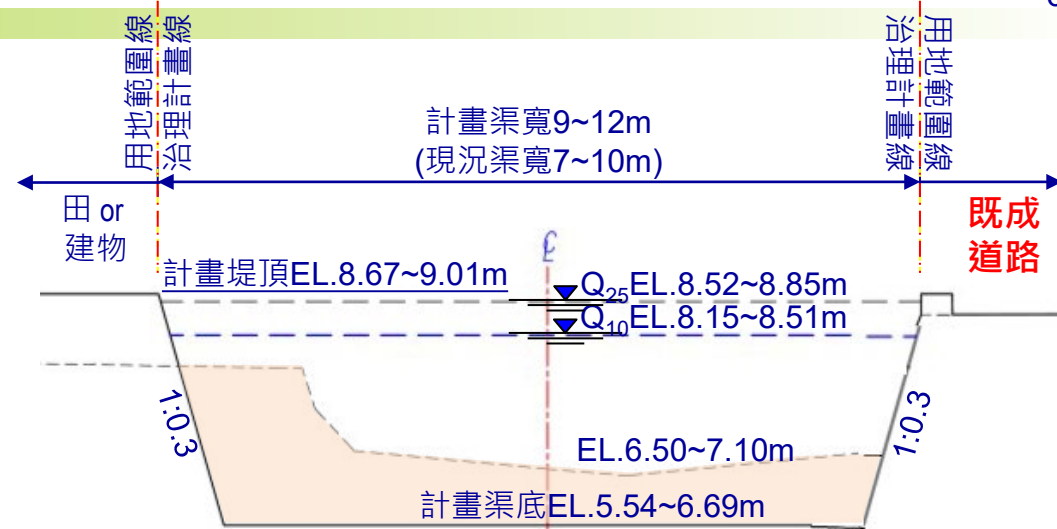 用地範圍線
治理計畫線
治理計畫線
用地範圍線
計畫渠寬9~12m
(現況渠寬7~10m)
田 or
建物
既成
道路
計畫堤頂EL.8.67~9.01m
Q25EL.8.52~8.85m
Q10EL.8.15~8.51m
1:0.3
1:0.3
EL.6.50~7.10m
計畫渠底EL.5.54~6.69m